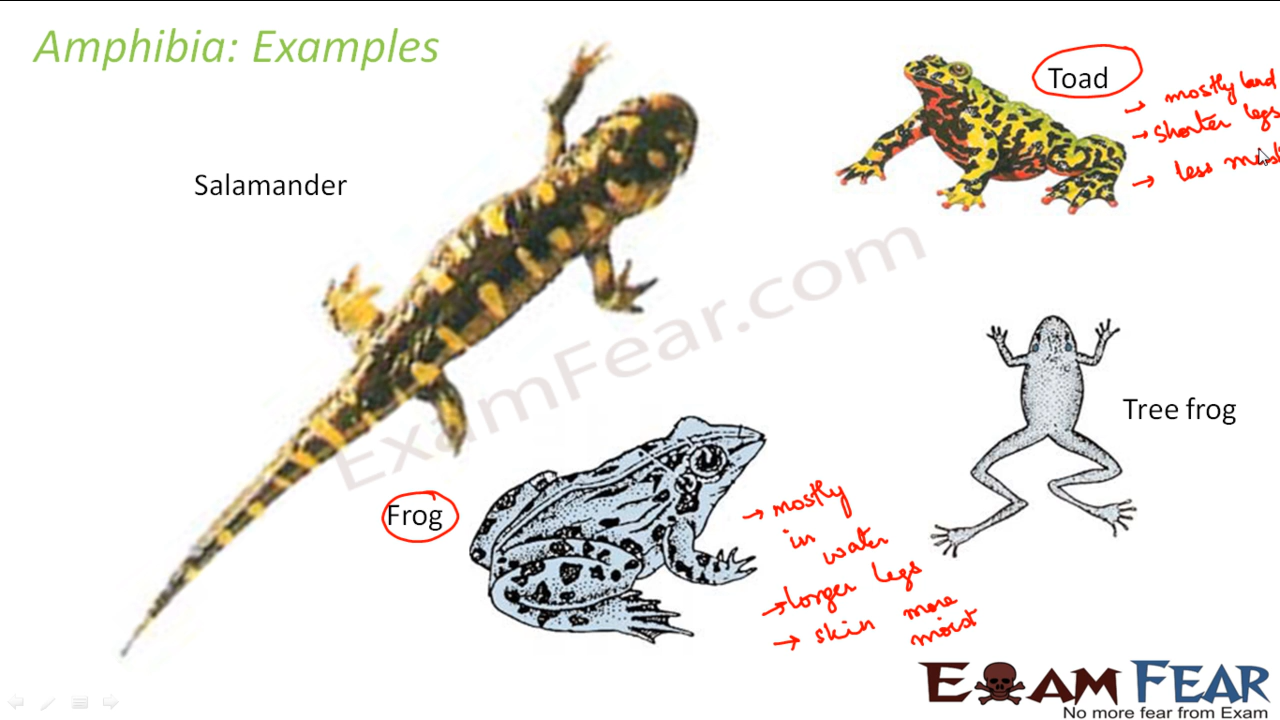 Amphibia: Examples
Toad
→ mostly land
→ shorter legs
→ less
Salamander
ExamFear.com
Tree frog
Frog
→ mostly
in
water
→ longer legs
→ skin more
moist
EXAM FEAR
No more fear from Exam